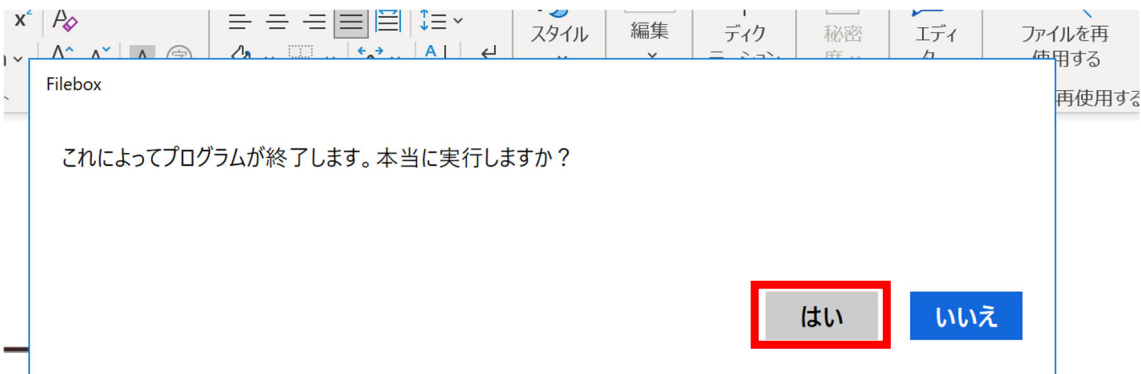 スタイル
編集
ディク
秘密
エディ
ファイルを再
使用する
再使用する
Filebox
これによってプログラムが終了します。本当に実行しますか？
はい
いいえ